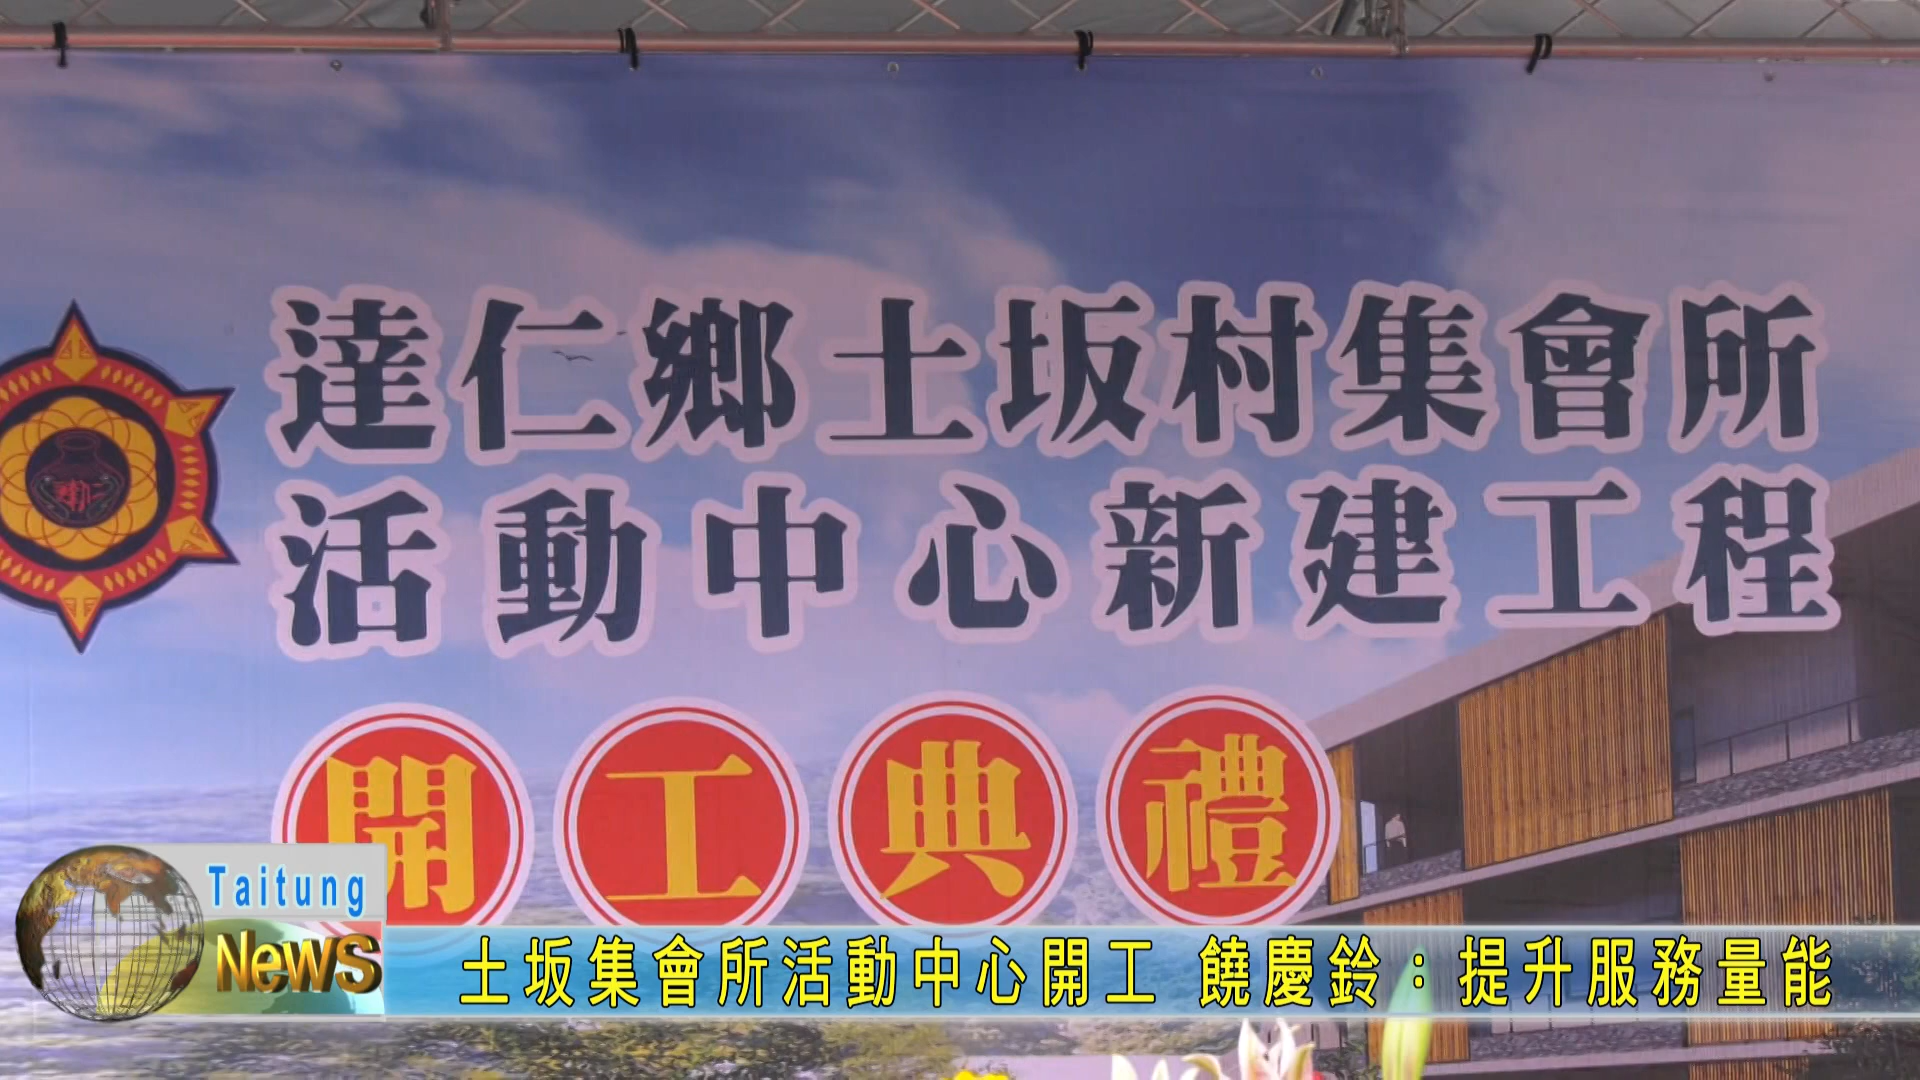 達仁鄉土坂村集會所
活動中心新建工程
開工典禮
Taitung
News
土坂集會所活動中心開工 饒慶鈴：提升服務量能